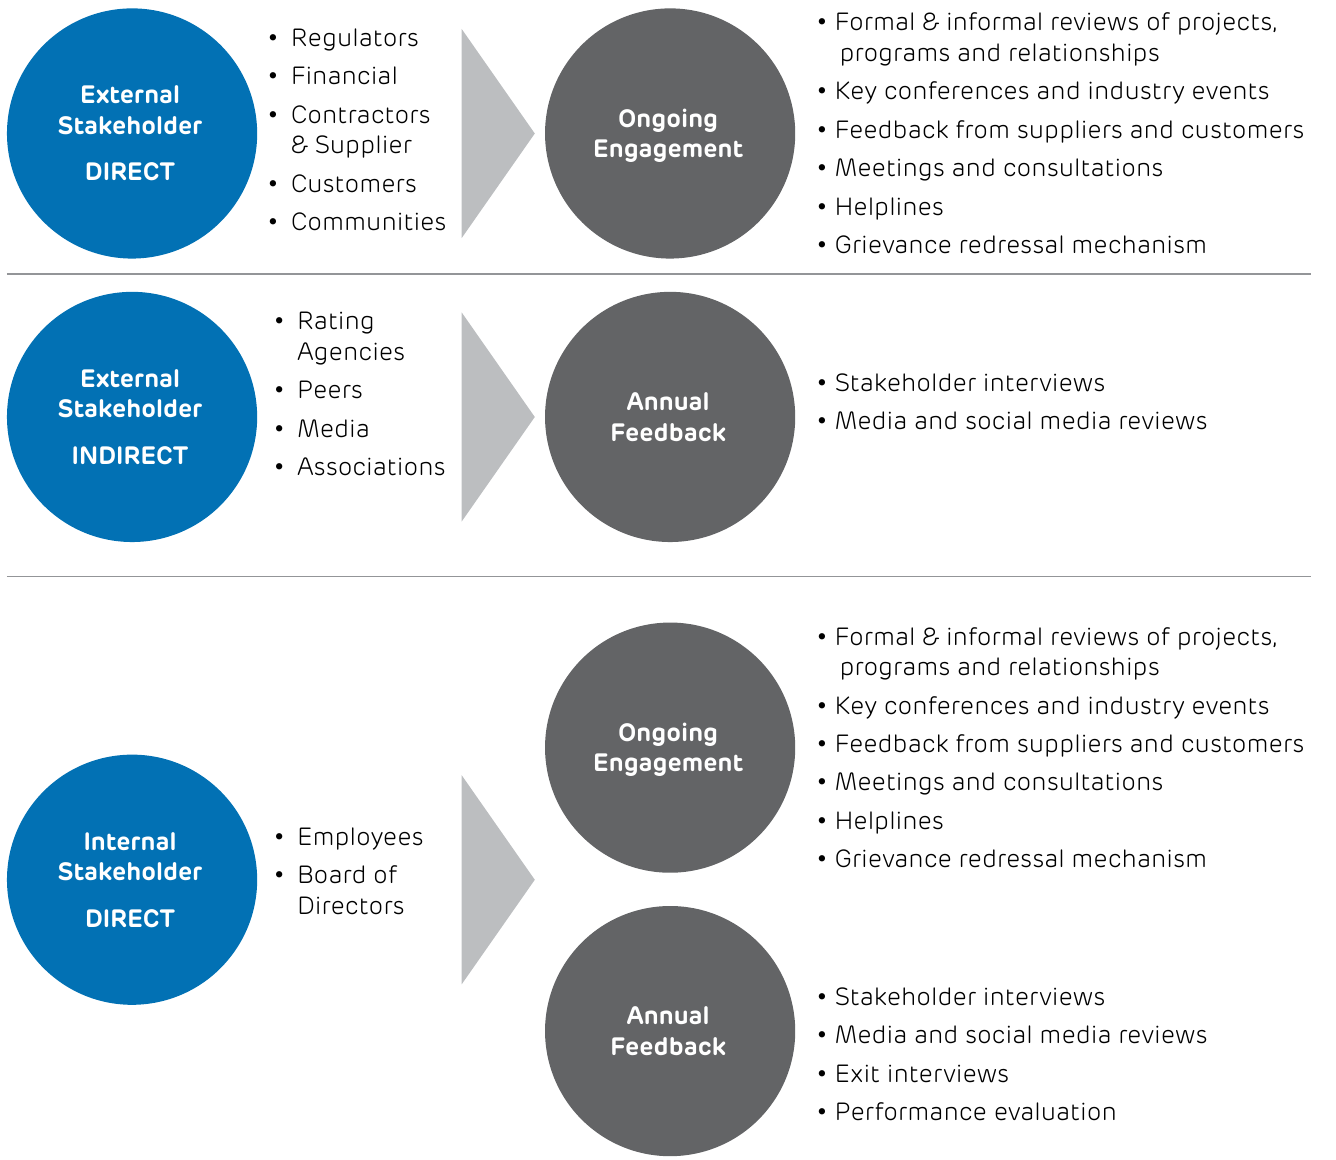 External
Stakeholder
DIRECT
• Regulators
• Financial
• Contractors
& Supplier
• Customers
• Communities
Ongoing
Engagement
• Formal & informal reviews of projects,
programs and relationships
• Key conferences and industry events
• Feedback from suppliers and customers
• Meetings and consultations
• Helplines
• Grievance redressal mechanism
External
Stakeholder
INDIRECT
• Rating
Agencies
• Peers
• Media
• Associations
Annual
Feedback
• Stakeholder interviews
• Media and social media reviews
Internal
Stakeholder
DIRECT
• Employees
• Board of
Directors
Ongoing
Engagement
• Formal & informal reviews of projects,
programs and relationships
• Key conferences and industry events
• Feedback from suppliers and customers
• Meetings and consultations
• Helplines
• Grievance redressal mechanism
Annual
Feedback
• Stakeholder interviews
• Media and social media reviews
• Exit interviews
• Performance evaluation